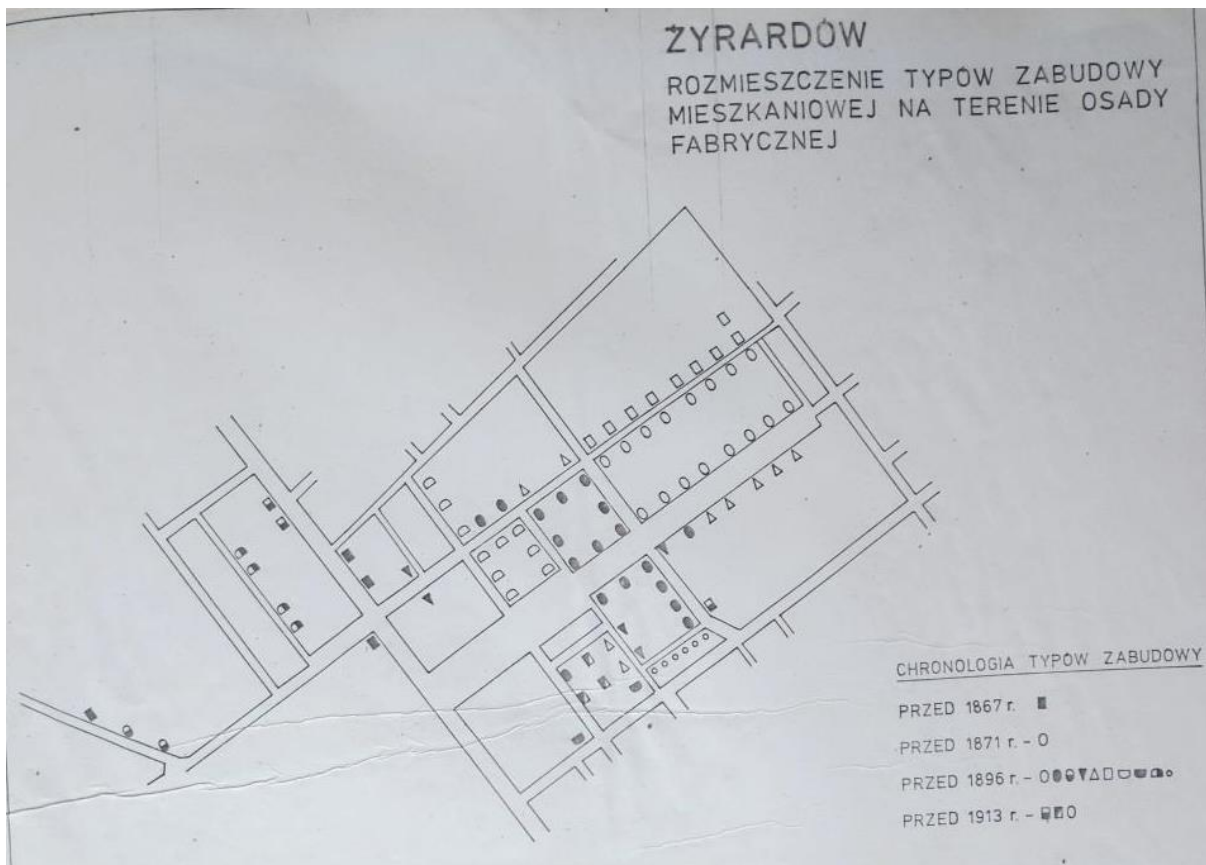 ŻYRARDÓW
ROZMIESZCZENIE TYPÓW ZABUDOWY
MIESZKANIOWEJ NA TERENIE OSADY
FABRYCZNEJ
CHRONOLOGIA TYPÓW ZABUDOWY
PRZED 1867 r.
PRZED 1871 r. -
PRZED 1896 r. -
PRZED 1913 r. -